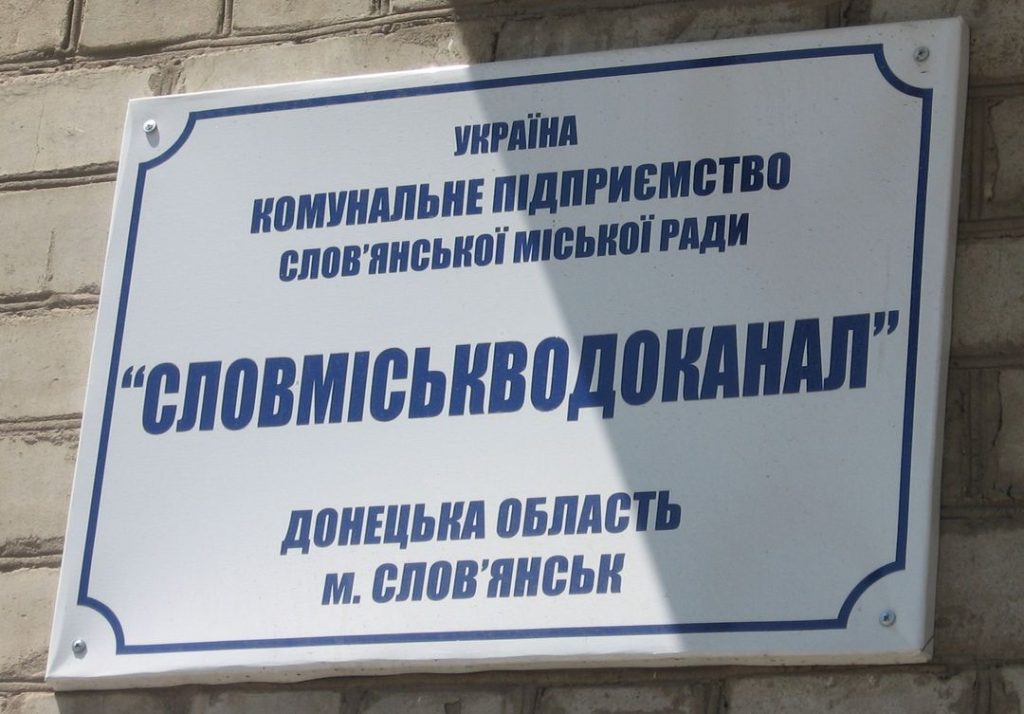 УКРАЇНА
КОМУНАЛЬНЕ ПІДПРИЄМСТВО
СЛОВ’ЯНСЬКОЇ МІСЬКОЇ РАДИ
“СЛОВМІСЬКВОДОКАНАЛ”
ДОНЕЦЬКА ОБЛАСТЬ
м. СЛОВ’ЯНСЬК